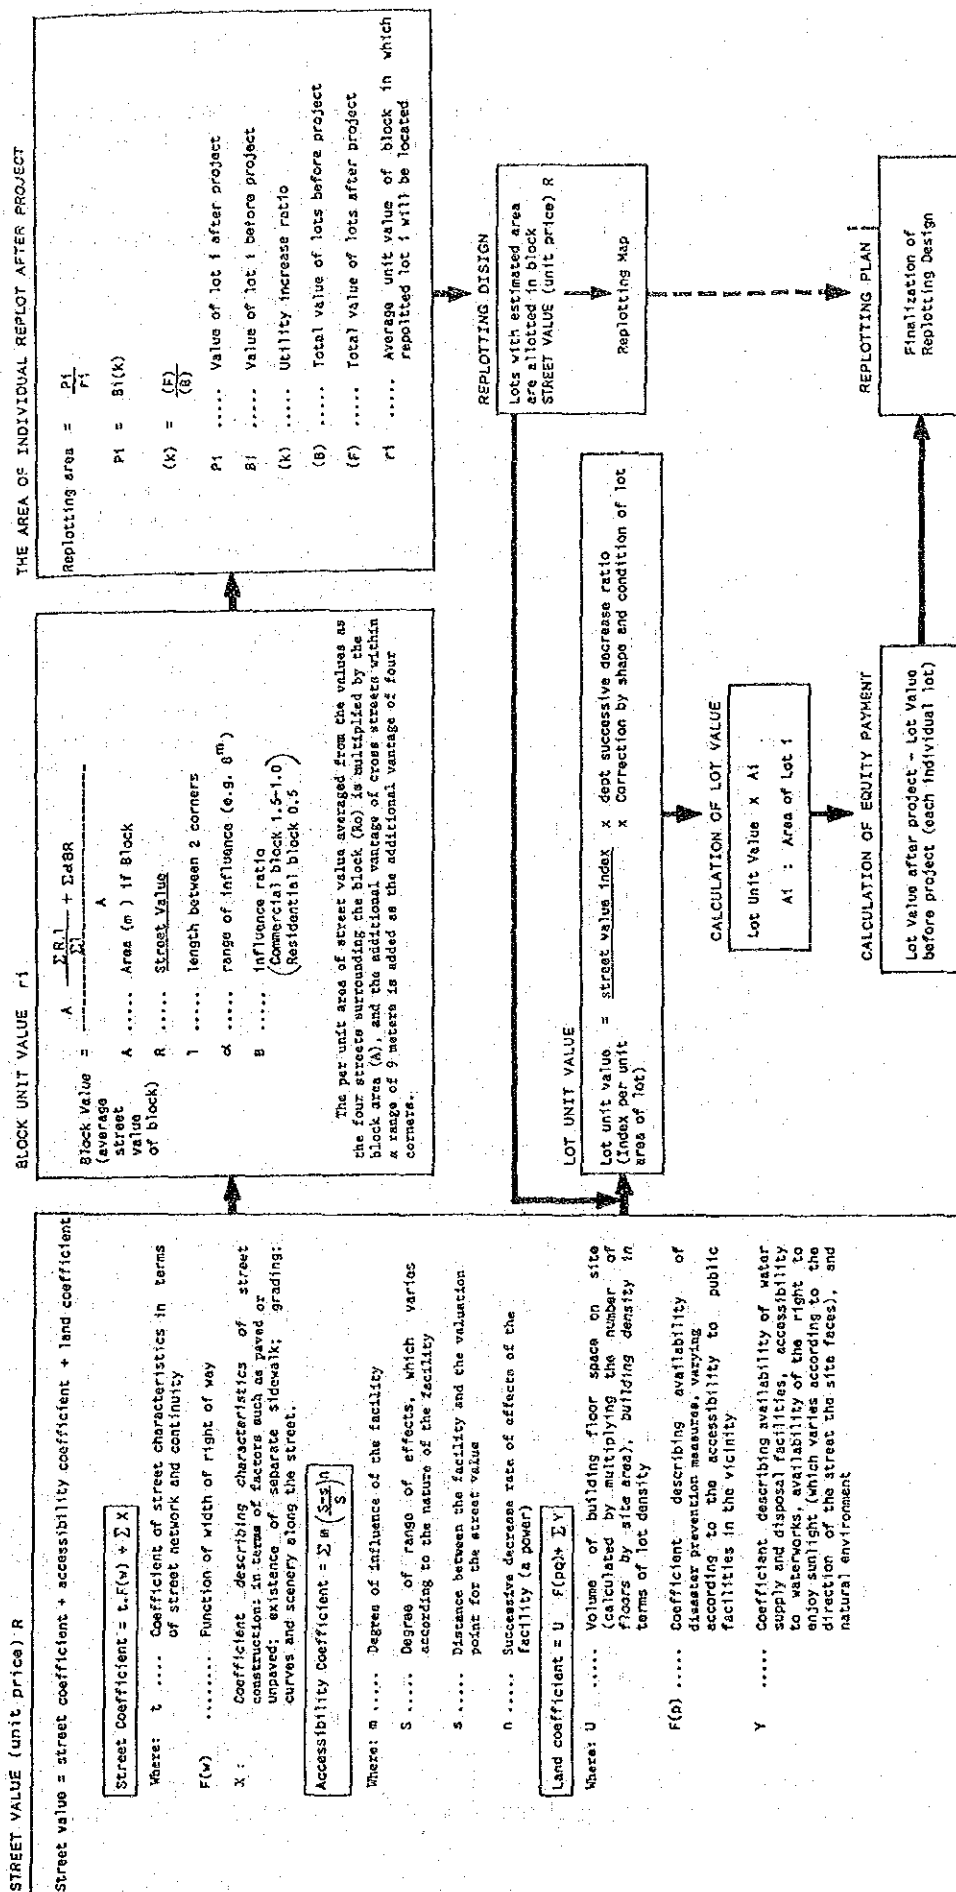 STREET VALUE (unit price) R
Street value = street coefficient + accessibility coefficient + land coefficient
Street Coefficient = t.F(w) + Σ X
Where: t .... Coefficient of street characteristics in terms
of street network and continuity
F(w) ....... Function of width of right of way
X : Coefficient describing characteristics of street
construction: in terms of factors such as paved or
unpaved; existence of separate sidewalk; grading;
curves and scenery along the street.
Accessibility Coefficient = Σ m (S-s / S)n
Where: m ..... Degree of influence of the facility
S ..... Degree of range of effects, which varies
according to the nature of the facility
s ..... Distance between the facility and the valuation
point for the street value
n ..... Successive decrease rate of effects of the
facility (a power)
Land coefficient = U F(pq)+ Σ Y
Where: U ..... Volume of building floor space on site
(calculated by multiplying the number of
floors by site area), building density in
terms of lot density
F(p) ..... Coefficient describing availability of
disaster prevention measures, varying
according to the accessibility to public
facilities in the vicinity
Y ..... Coefficient describing availability of water
supply and disposal facilities, accessibility
to waterworks, availability of the right to
enjoy sunlight (which varies according to the
direction of the street the site faces), and
natural environment
BLOCK UNIT VALUE ri
Block Value = A ΣR.l / Σl + ΣdBR
(average A
street
value
of block)
A ..... Area (m ) if Block
R ..... Street Value
l ..... length between 2 corners
α ..... range of influence (e.g. 8m)
B ..... influence ratio
(Commercial block 1.5-1.0)
(Residential block 0.5 )
The per unit area of street value averaged from the values as
the four streets surrounding the block (Ro) is multiplied by the
block area (A), and the additional vantage of cross streets within
a range of 9 meters is added as the additional vantage of four
corners.
THE AREA OF INDIVIDUAL REPLOT AFTER PROJECT
Replotting area = Pi / ri
Pi = Bi(k)
(k) = (F) / (B)
Pi ..... Value of lot i after project
Bi ..... Value of lot i before project
(k) ..... Utility increase ratio
(B) ..... Total value of lots before project
(F) ..... Total value of lots after project
ri ..... Average unit value of block in which
repoltted lot i will be located
REPLOTTING DISIGN
Lots with estimated area
are allotted in block
STREET VALUE (unit price) R
Replotting Map
LOT UNIT VALUE
Lot unit value = street value index x dept successive decrease ratio
(Index per unit x Correction by shape and condition of lot
area of lot)
CALCULATION OF LOT VALUE
Lot Unit Value X Ai
Ai : Area of Lot i
CALCULATION OF EQUITY PAYMENT
Lot Value after project - Lot Value
before project (each individual lot)
REPLOTTING PLAN
Finalization of
Replotting Design